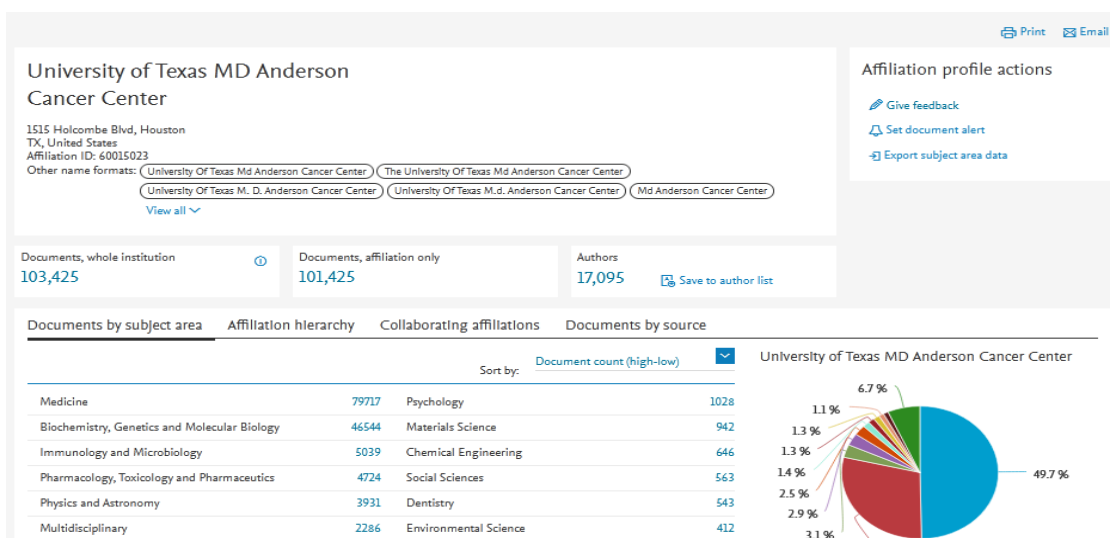 Print Email
University of Texas MD Anderson
Cancer Center
1515 Holcombe Blvd, Houston
TX, United States
Affiliation ID: 60015023
Other name formats: University Of Texas Md Anderson Cancer Center The University Of Texas Md Anderson Cancer Center
University Of Texas M. D. Anderson Cancer Center University Of Texas M.d. Anderson Cancer Center Md Anderson Cancer Center
View all
Affiliation profile actions
Give feedback
Set document alert
Export subject area data
Documents, whole institution
103,425
Documents, affiliation only
101,425
Authors
17,095
Save to author list
Documents by subject area Affiliation hierarchy Collaborating affiliations Documents by source
Sort by: Document count (high-low)
Medicine 79717 Psychology 1028
Biochemistry, Genetics and Molecular Biology 46544 Materials Science 942
Immunology and Microbiology 5039 Chemical Engineering 646
Pharmacology, Toxicology and Pharmaceutics 4724 Social Sciences 563
Physics and Astronomy 3931 Dentistry 543
Multidisciplinary 2286 Environmental Science 412
University of Texas MD Anderson Cancer Center
6.7 %
1.1 %
1.3 %
1.3 %
1.4 %
2.5 %
2.9 %
3.1 %
49.7 %